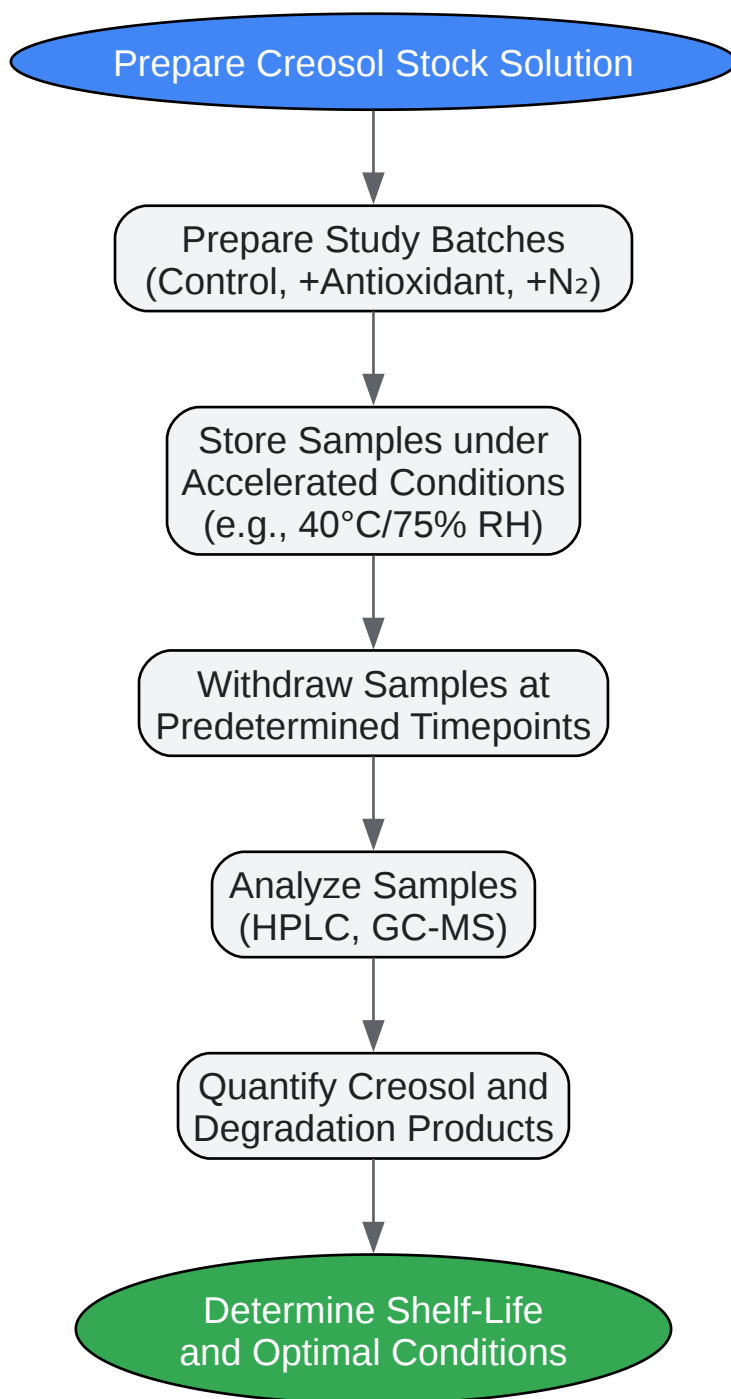 Prepare Creosol Stock Solution
Prepare Study Batches
(Control, +Antioxidant, +N₂)
Store Samples under
Accelerated Conditions
(e.g., 40°C/75% RH)
Withdraw Samples at
Predetermined Timepoints
Analyze Samples
(HPLC, GC-MS)
Quantify Creosol and
Degradation Products
Determine Shelf-Life
and Optimal Conditions